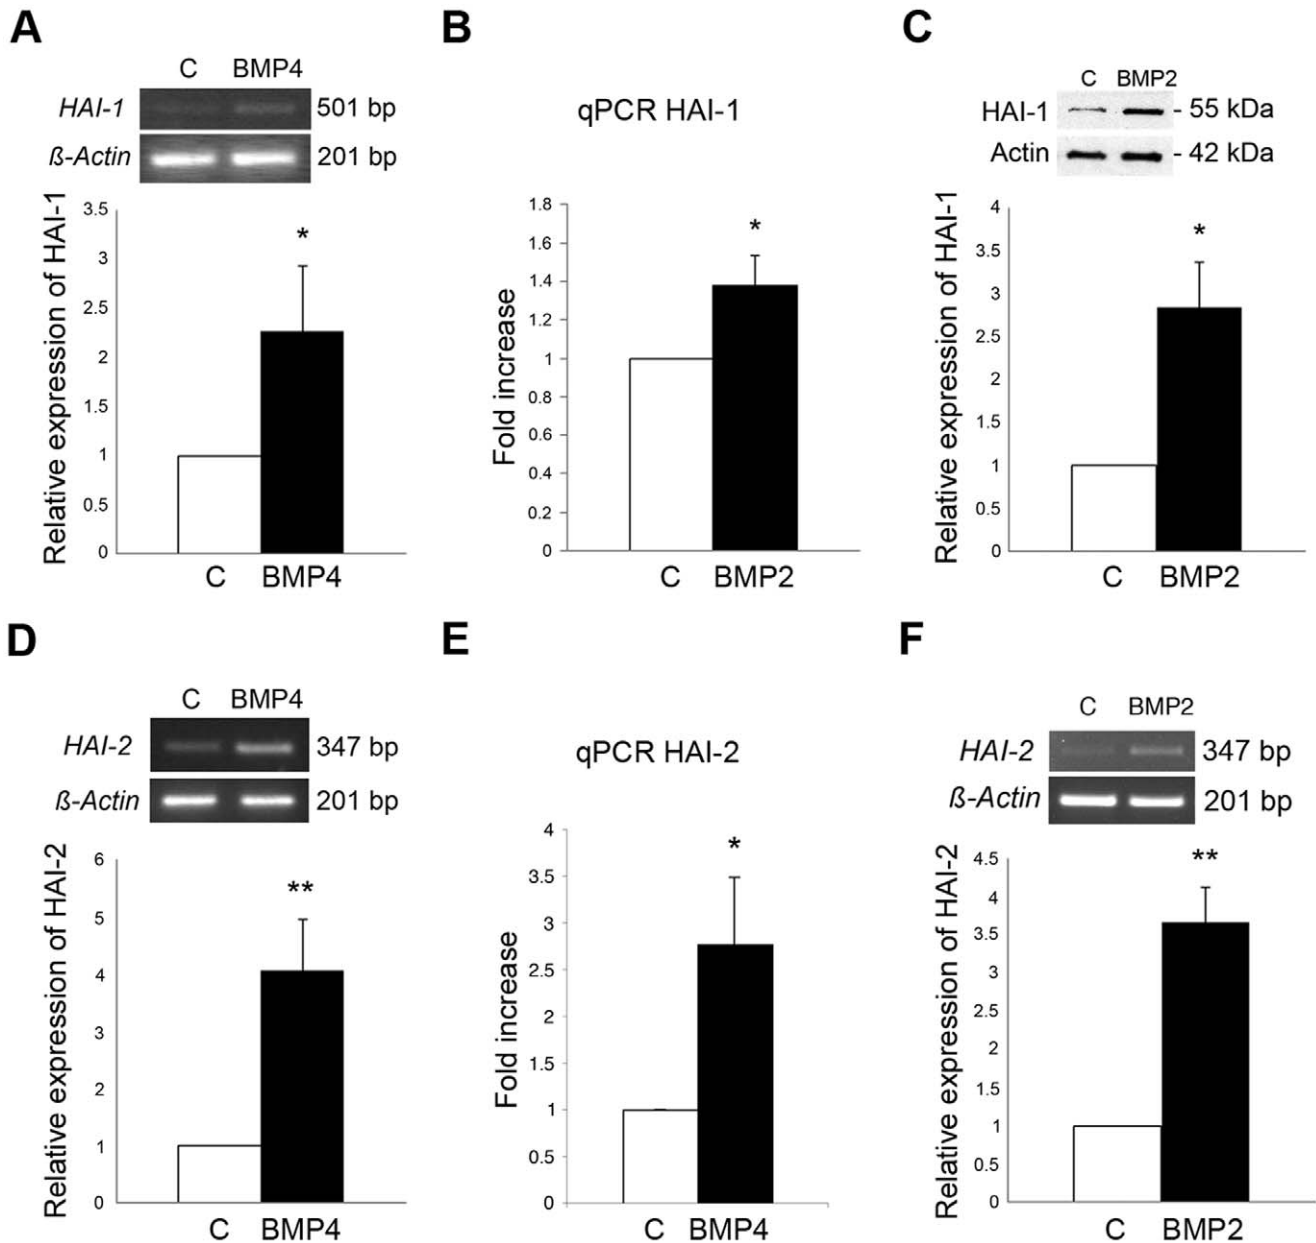 A
C BMP4
HAI-1 501 bp
ß-Actin 201 bp
Relative expression of HAI-1
3.5
3
2.5
2
1.5
1
0.5
0
*
C BMP4
B
qPCR HAI-1
Fold increase
1.8
1.6
1.4
1.2
1
0.8
0.6
0.4
0.2
0
*
C BMP2
C
C BMP2
HAI-1 - 55 kDa
Actin - 42 kDa
Relative expression of HAI-1
4
3.5
3
2.5
2
1.5
1
0.5
0
*
C BMP2
D
C BMP4
HAI-2 347 bp
ß-Actin 201 bp
Relative expression of HAI-2
6
5
4
3
2
1
0
**
C BMP4
E
qPCR HAI-2
Fold increase
4
3.5
3
2.5
2
1.5
1
0.5
0
*
C BMP4
F
C BMP2
HAI-2 347 bp
ß-Actin 201 bp
Relative expression of HAI-2
4.5
4
3.5
3
2.5
2
1.5
1
0.5
0
**
C BMP2